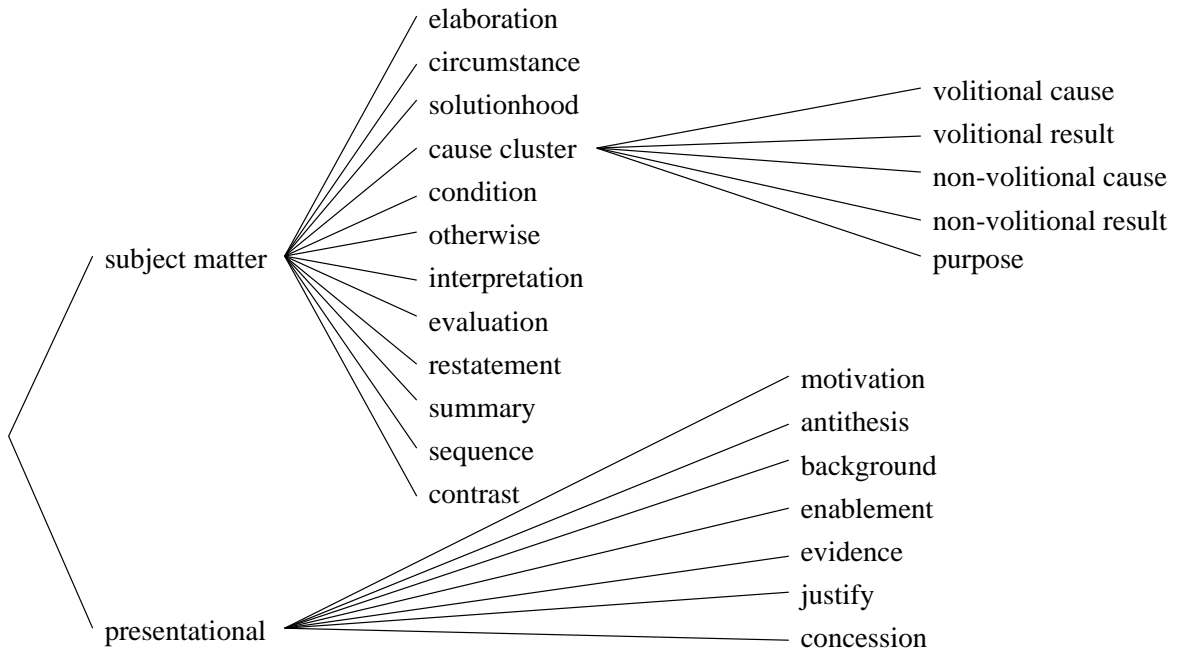 elaboration
circumstance
solutionhood
cause cluster
condition
otherwise
interpretation
evaluation
restatement
summary
sequence
contrast
volitional cause
volitional result
non-volitional cause
non-volitional result
purpose
subject matter
motivation
antithesis
background
enablement
evidence
justify
concession
presentational